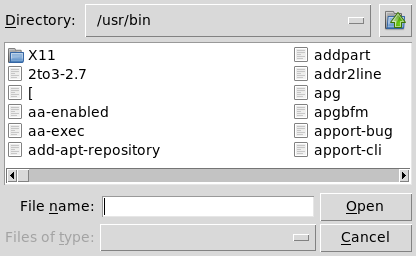 Directory: /usr/bin
X11
2to3-2.7
[
aa-enabled
aa-exec
add-apt-repository
addpart
addr2line
apg
apgbfm
apport-bug
apport-cli
File name:
Open
Files of type:
Cancel